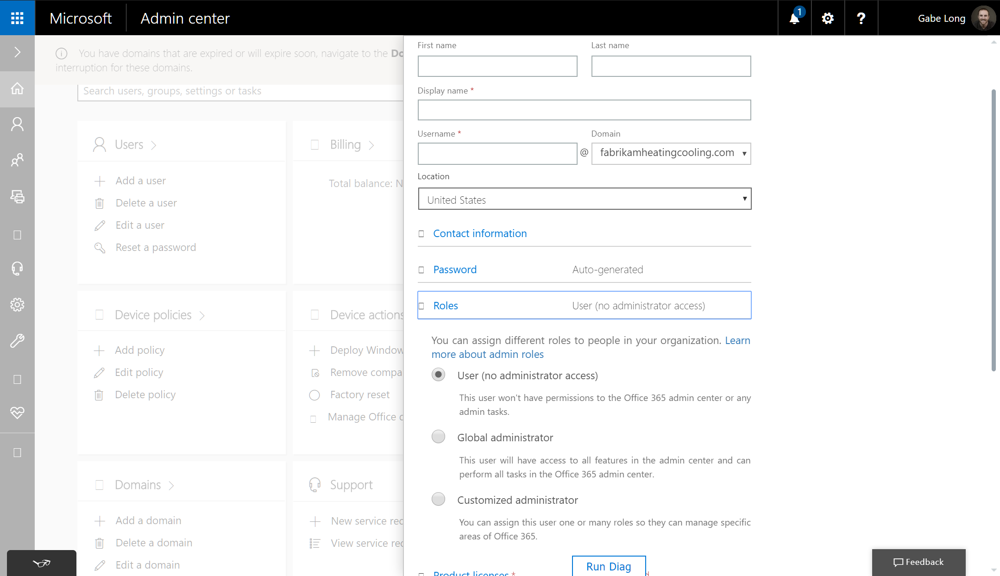 Microsoft
Admin center
1
?
Gabe Long
You have domains that are expired or will expire soon, navigate to the Do
interruption for these domains.
Search users, groups, settings or tasks
Users
Add a user
Delete a user
Edit a user
Reset a password
Billing
Total balance: N
Device policies
Add policy
Edit policy
Delete policy
Device actions
Deploy Window
Remove compa
Factory reset
Manage Office
Domains
Add a domain
Delete a domain
Edit a domain
Support
New service rec
View service rec
First name
Last name
Display name *
Username *
Domain
@
fabrikamheatingcooling.com
Location
United States
Contact information
Password
Auto-generated
Roles
User (no administrator access)
You can assign different roles to people in your organization. Learn
more about admin roles
User (no administrator access)
This user won't have permissions to the Office 365 admin center or any
admin tasks.
Global administrator
This user will have access to all features in the admin center and can
perform all tasks in the Office 365 admin center.
Customized administrator
You can assign this user one or many roles so they can manage specific
areas of Office 365.
Run Diag
Product licenses *
Feedback